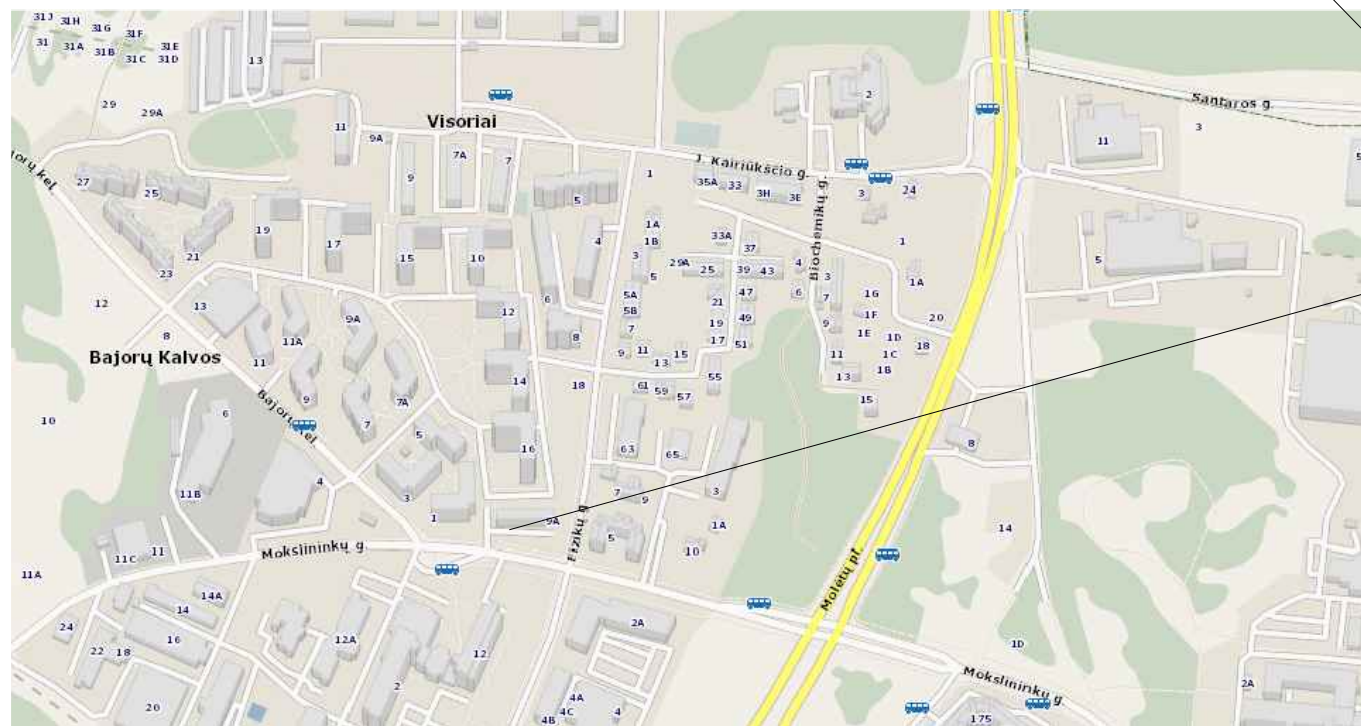 31J
31H
31G
31F
31
31A
31B
31E
31C
31D
13
29
29A
2
Santaros g.
3
11
5
Visoriai
11
9A
7A
7
9
J. Kairiūkščio g.
1
35A
33
3H
3E
3
24
27
25
5
19
17
15
10
4
1A
1B
33A
37
1
21
23
3
29A
25
39
43
4
Biochemikų g.
3
1A
5
12
13
5
6
5A
5B
21
47
6
7
1G
1F
8
9A
12
7
19
49
9
1E
1D
20
Bajorų Kalvos
11
11A
8
9
11
13
15
17
51
11
1C
18
14
18
61
59
57
55
13
1B
15
9
7
7A
10
6
5
16
63
65
8
11B
4
3
1
9A
7
9
3
14
Fizikų g.
5
1A
10
11C
11
11A
Mokslininkų g.
Molėtų pl.
14A
14
24
16
12A
2A
22
18
12
1D
Mokslininkų g.
2
20
4A
4C
4B
4
2A
175